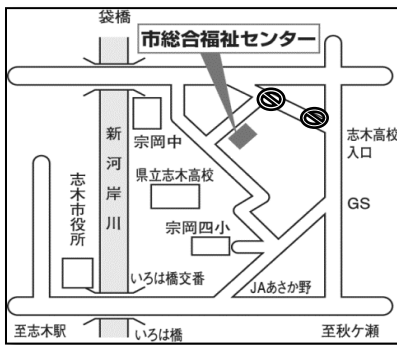 袋橋
市総合福祉センター
新河岸川
宗岡中
志木高校
入口
県立志木高校
志木市役所
宗岡四小
GS
いろは橋交番
JAあさか野
至志木駅
いろは橋
至秋ケ瀬